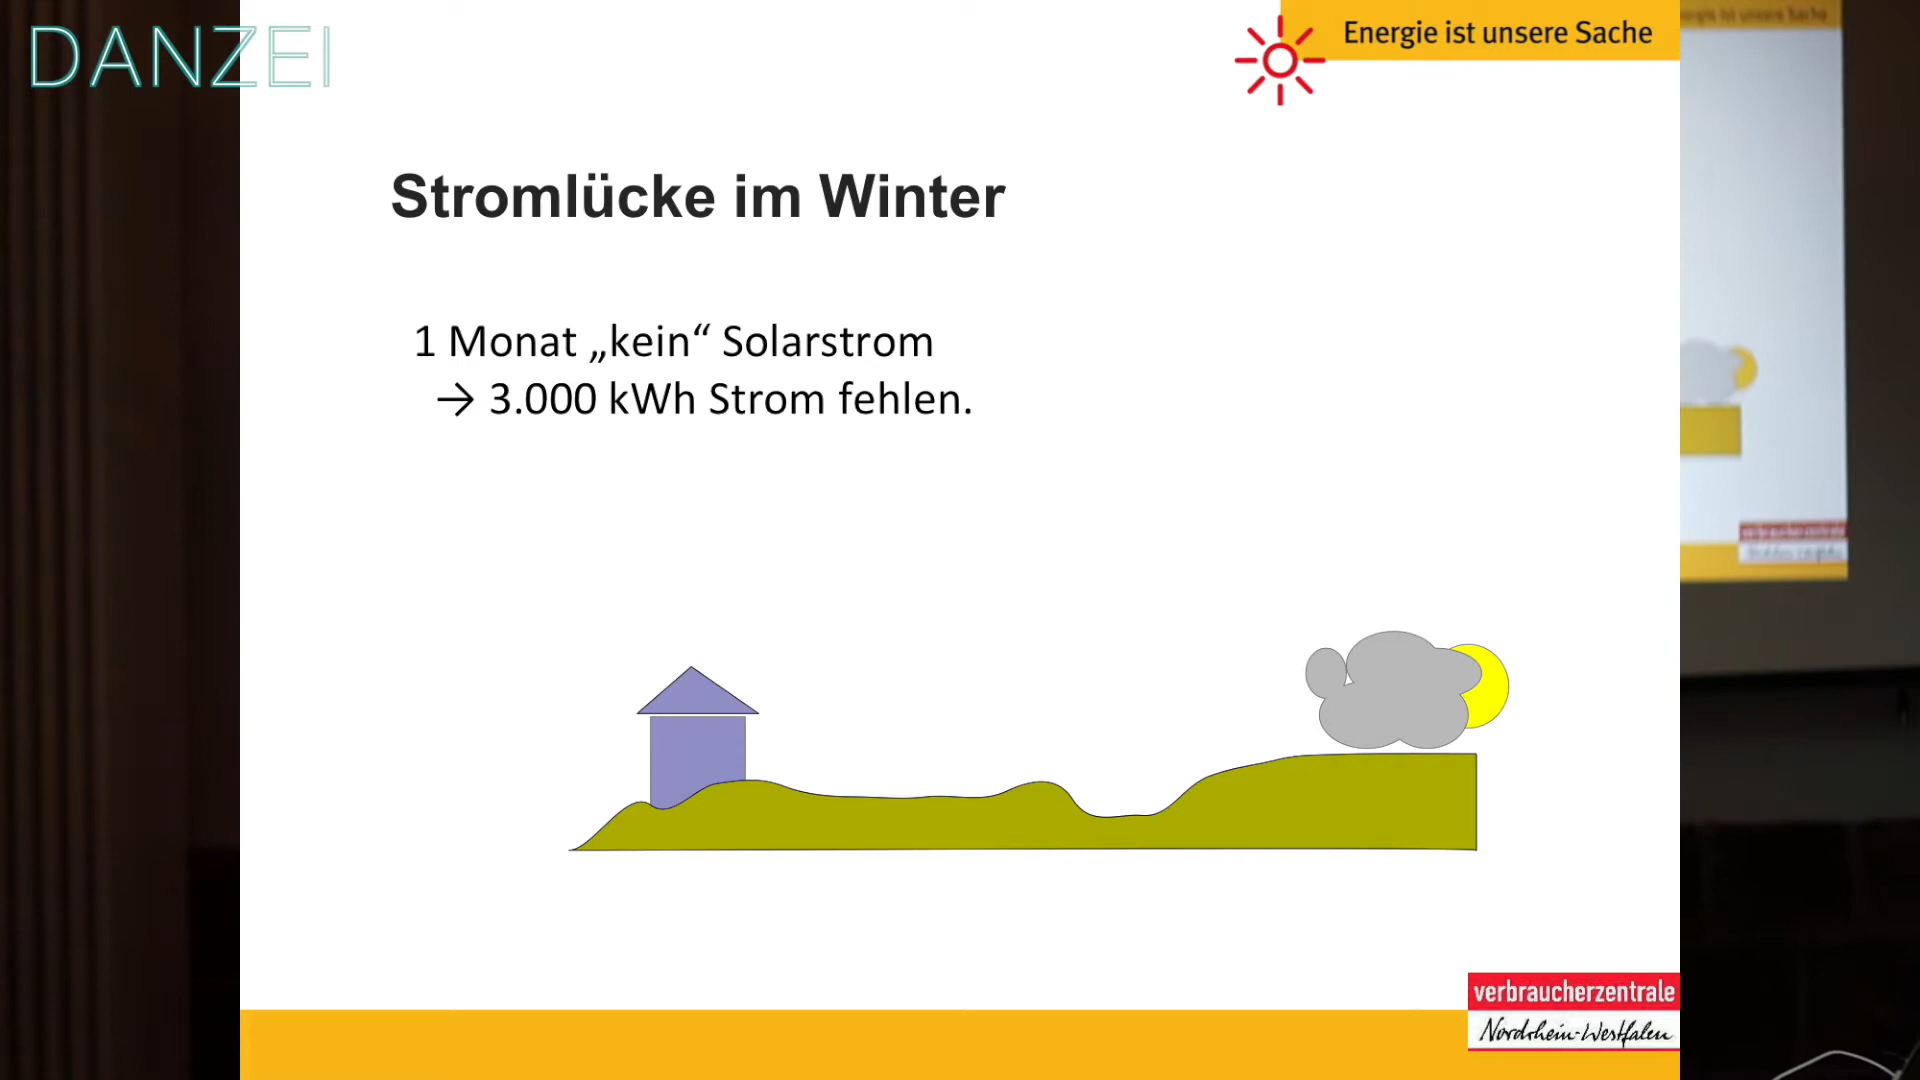 DANZEI
Energie ist unsere Sache
Stromlücke im Winter
1 Monat „kein“ Solarstrom
→ 3.000 kWh Strom fehlen.
verbraucherzentrale
Nordrhein-Westfalen